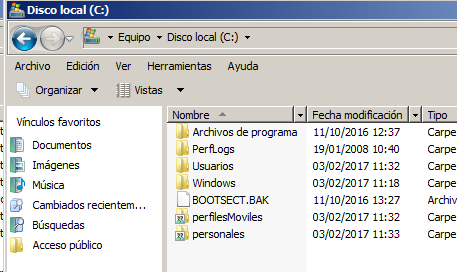 Disco local (C:)
Equipo Disco local (C:)
Archivo Edición Ver Herramientas Ayuda
Organizar Vistas
Vínculos favoritos
Documentos
Imágenes
Música
Cambiados recientem...
Búsquedas
Acceso público
Nombre Fecha modificación Tipo
Archivos de programa 11/10/2016 12:37 Carpe
PerfLogs 19/01/2008 10:40 Carpe
Usuarios 03/02/2017 11:32 Carpe
Windows 03/02/2017 11:18 Carpe
BOOTSECT.BAK 11/10/2016 13:27 Archiv
perfilesMoviles 03/02/2017 11:32 Carpe
personales 03/02/2017 11:33 Carpe